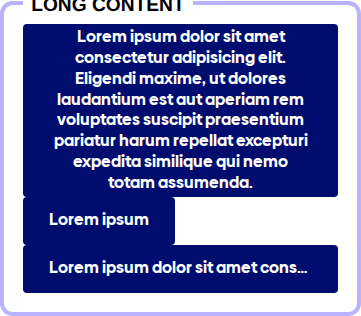 LONG CONTENT
Lorem ipsum dolor sit amet
consectetur adipisicing elit.
Eligendi maxime, ut dolores
laudantium est aut aperiam rem
voluptates suscipit praesentium
pariatur harum repellat excepturi
expedita similique qui nemo
totam assumenda.
Lorem ipsum
Lorem ipsum dolor sit amet cons...